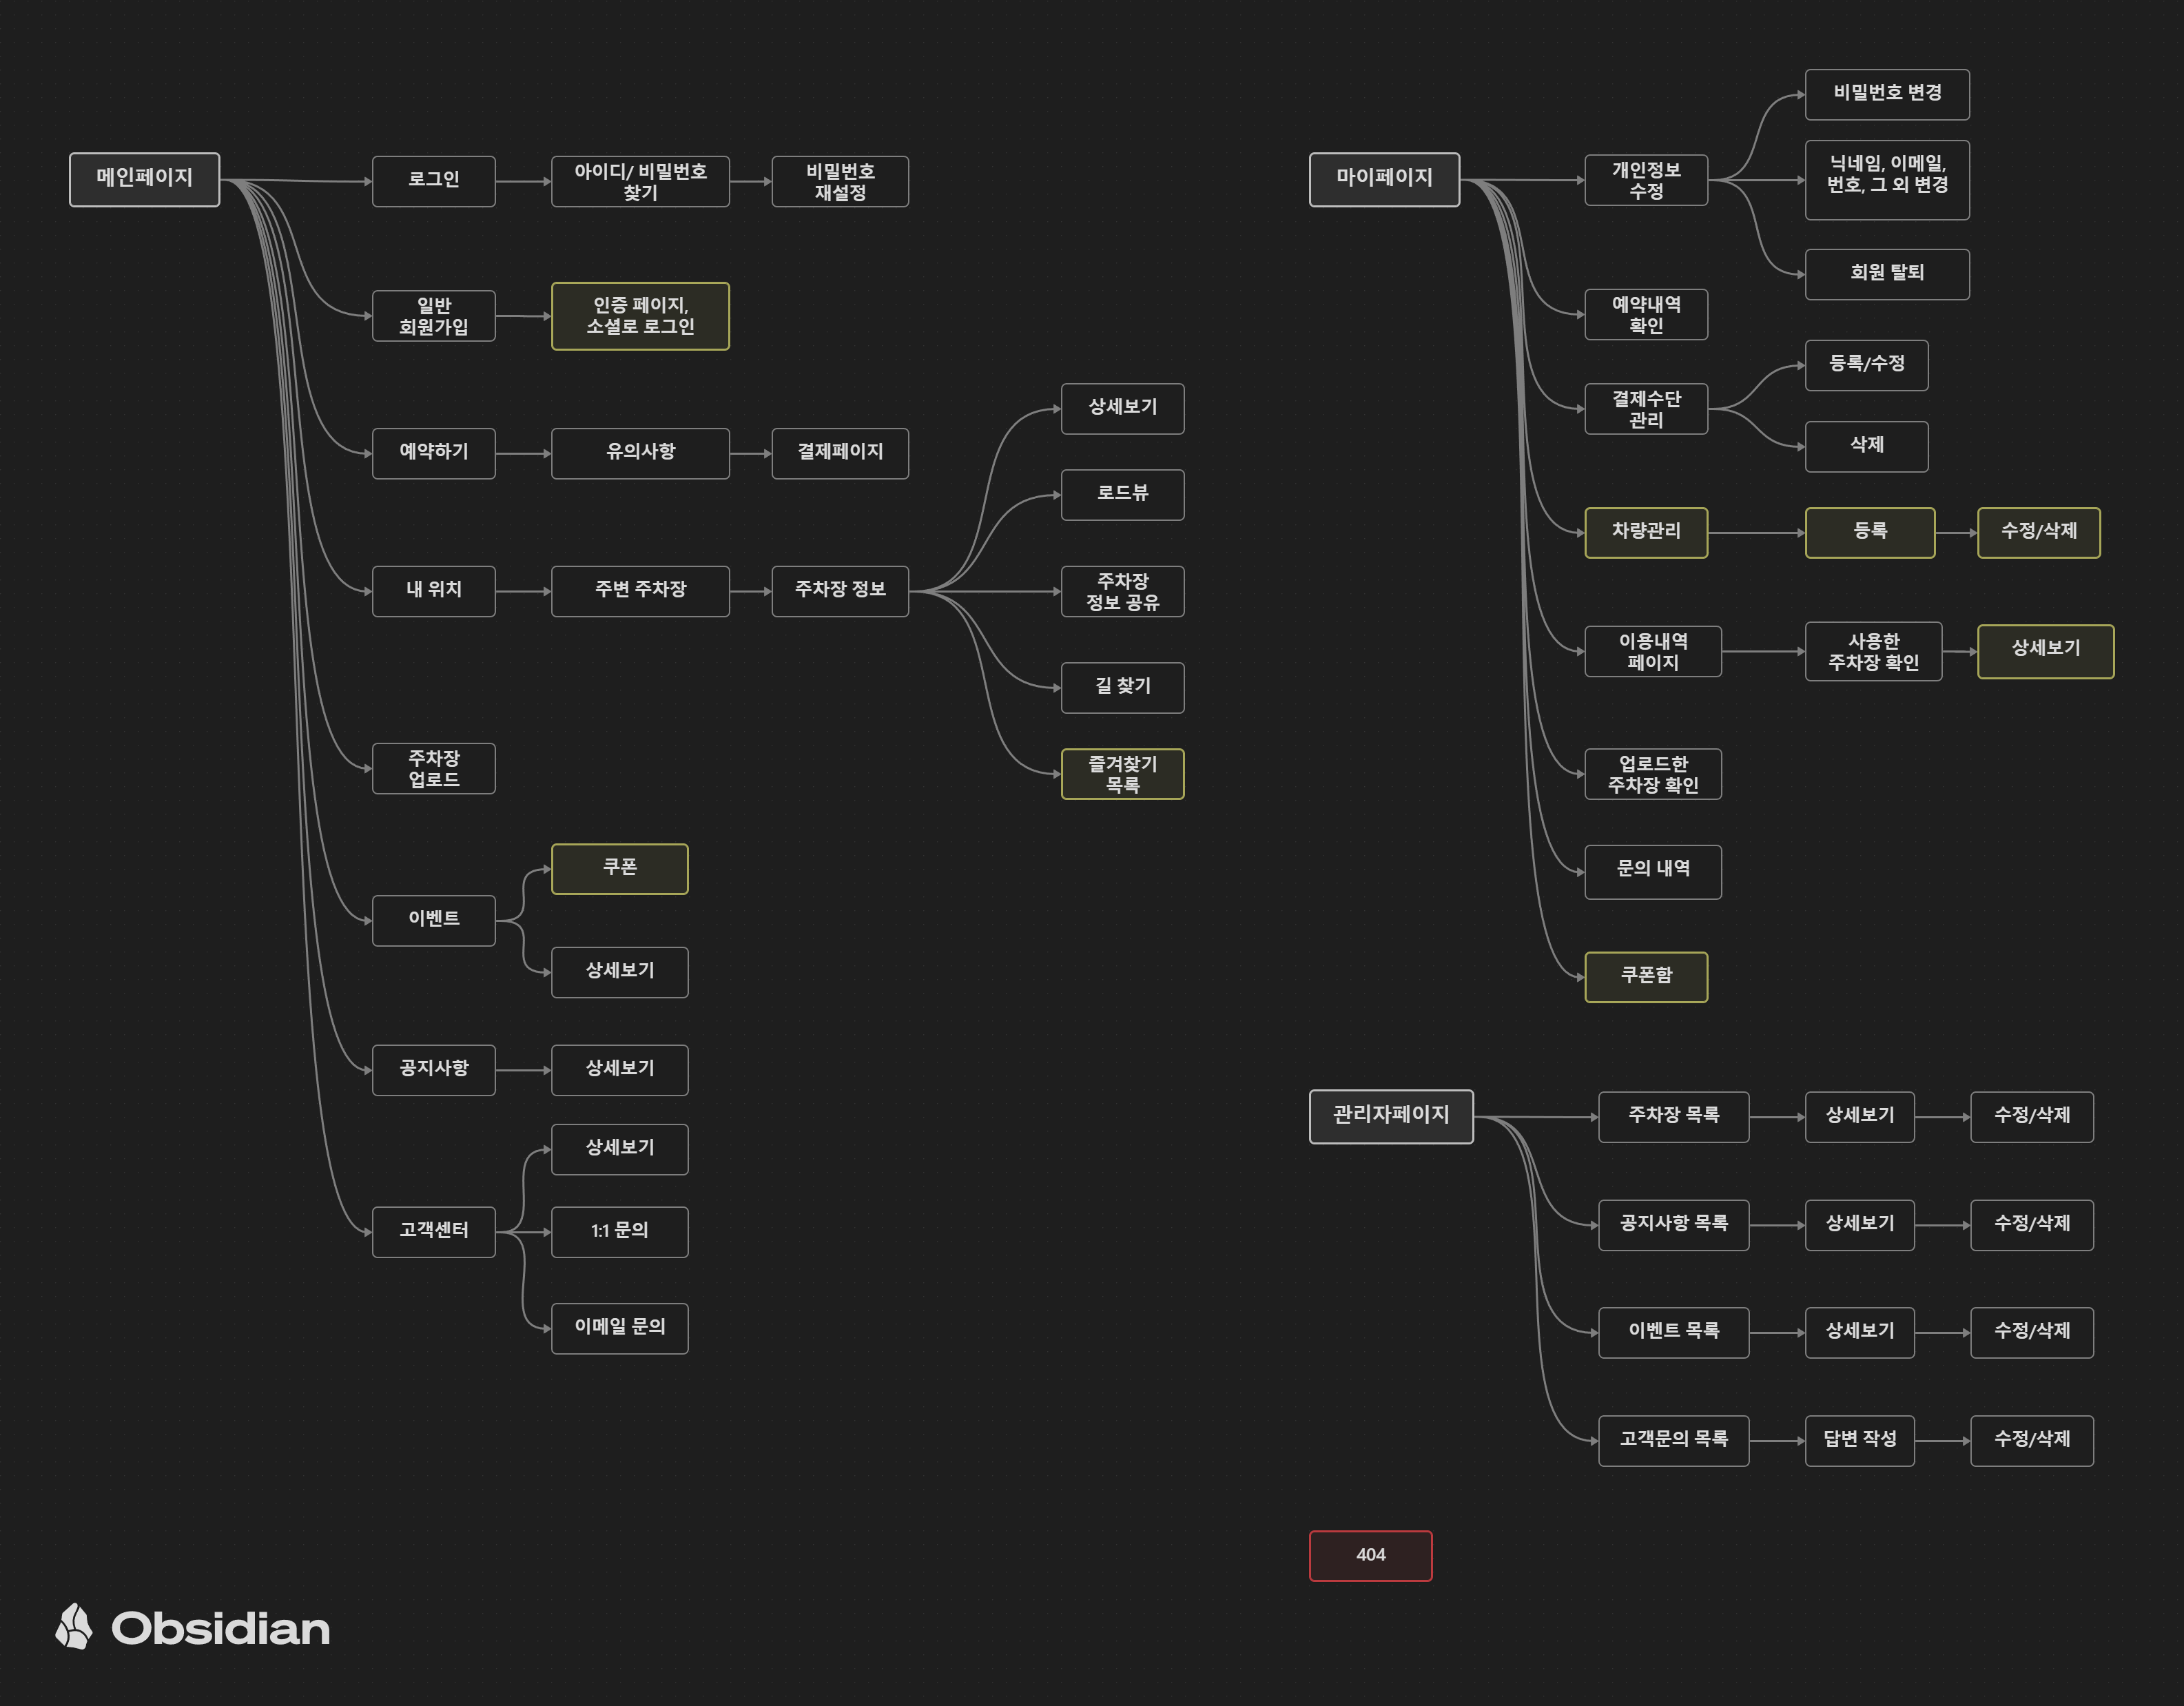 메인페이지
로그인
아이디/ 비밀번호
찾기
비밀번호
재설정
일반
회원가입
인증 페이지,
소셜로 로그인
예약하기
유의사항
결제페이지
내 위치
주변 주차장
주차장 정보
상세보기
로드뷰
주차장
정보 공유
길 찾기
즐겨찾기
목록
주차장
업로드
이벤트
쿠폰
상세보기
공지사항
상세보기
고객센터
상세보기
1:1 문의
이메일 문의
마이페이지
개인정보
수정
비밀번호 변경
닉네임, 이메일,
번호, 그 외 변경
회원 탈퇴
예약내역
확인
결제수단
관리
등록/수정
삭제
차량관리
등록
수정/삭제
이용내역
페이지
사용한
주차장 확인
상세보기
업로드한
주차장 확인
문의 내역
쿠폰함
관리자페이지
주차장 목록
상세보기
수정/삭제
공지사항 목록
상세보기
수정/삭제
이벤트 목록
상세보기
수정/삭제
고객문의 목록
답변 작성
수정/삭제
404
Obsidian